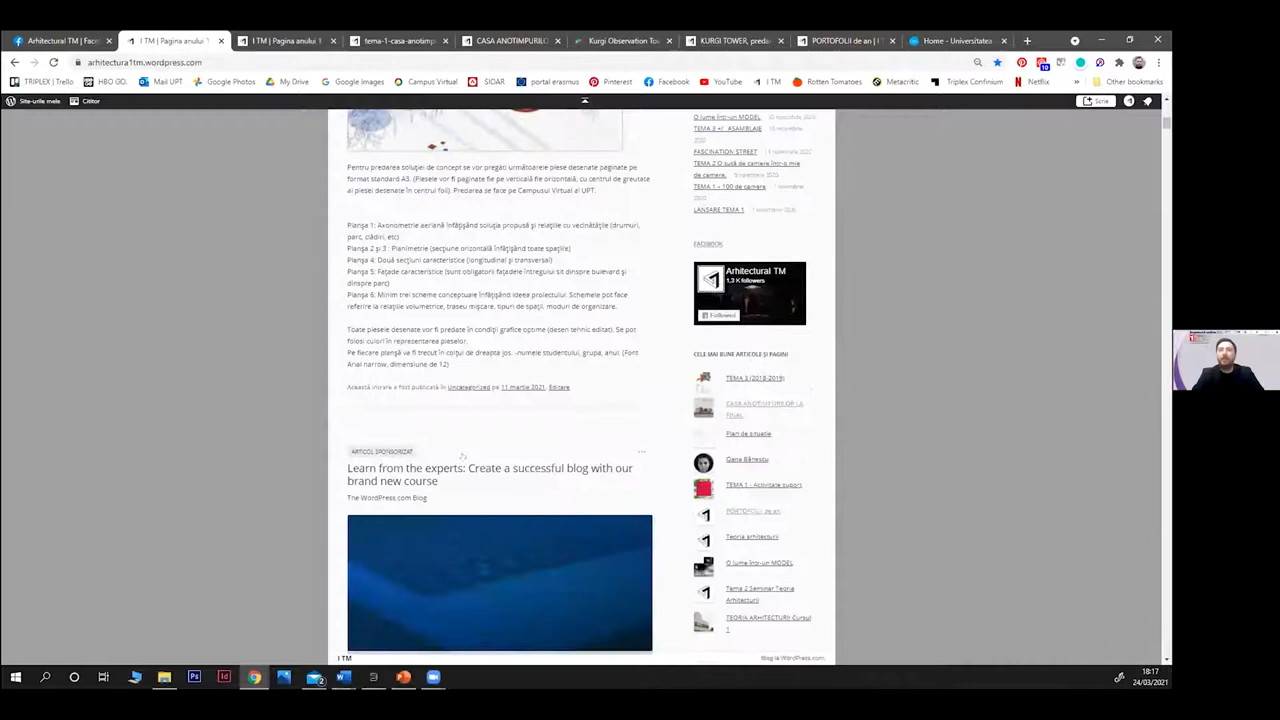 Arhitectural TM | Face
I TM | Pagina anului
I TM | Pagina anului 1
tema-1-casa-anotimp
CASA ANOTIMPURILO
Kurgi Observation Tow
KURGI TOWER, preda
PORTOFOLII de an | I T
Home - Universitatea
arhitectura1tm.wordpress.com
TRIPLEX | Trello
HBO GO.
Mail UPT
Google Photos
My Drive
Google Images
Campus Virtual
SIDAR
portal erasmus
Pinterest
Facebook
YouTube
I TM
Rotten Tomatoes
Metacritic
Triplex Confinium
Netflix
Other bookmarks
Site-urile mele
Cititor
Scrie
Pentru predarea soluției de concept se vor pregăti următoarele piese desenate paginate pe
format standard A3. (Piesele vor fi paginate fie pe verticală fie orizontală, cu centrul de greutate
al piesei desenate în centrul foii). Predarea se face pe Campusul Virtual al UPT.
Planșa 1: Axonometrie aeriană înfățișând soluția propusă și relațiile cu vecinătățile (drumuri,
parc, clădiri, etc)
Planșa 2 și 3 : Planimetrie (secțiune orizontală înfățișând toate spațiile)
Planșa 4: Două secțiuni caracteristice (longitudinal și transversal)
Planșa 5: Fațade caracteristice (sunt obligatorii fațadele întregului sit dinspre bulevard și
dinspre parc)
Planșa 6: Minim trei scheme conceptuale înfățișând ideea proiectului. Schemele pot face
referire la relațiile volumetrice, traseu mișcare, tipuri de spații, moduri de organizare.
Toate piesele desenate vor fi predate în condiții grafice optime (desen tehnic editat). Se pot
folosi culori în reprezentarea pieselor.
Pe fiecare planșă va fi trecut în colțul de dreapta jos. -numele studentului, grupa, anul. (Font
Arial narrow, dimensiune de 12)
Această intrare a fost publicată în Uncategorized pe 11 martie 2021. Editare
ARTICOL SPONSORIZAT
Learn from the experts: Create a successful blog with our
brand new course
The WordPress.com Blog
O lume într-un MODEL 30 noiembrie 2020
TEMA 3 +/- ASAMBLAJE 16 noiembrie
2020
FASCINATION STREET
TEMA 2 O sută de camere într-o mie
de camere.
TEMA 1 – 100 de camere
2020
LANSARE TEMA 1
FACEBOOK
Arhitectural TM
1,3 K followers
Followed
CELE MAI BUNE ARTICOLE ȘI PAGINI
TEMA 3 (2018-2019)
CASA ANOTIMPURILOR LA
FINAL
Plan de situație
Oana Bănescu
TEMA 1 - Activitate suport
PORTOFOLII de an
Teoria arhitecturii
O lume într-un MODEL
Tema 2 Seminar Teoria
Arhitecturii
TEORIA ARHITECTURII Cursul
1
I TM
Blog la WordPress.com.
18:17
24/03/2021